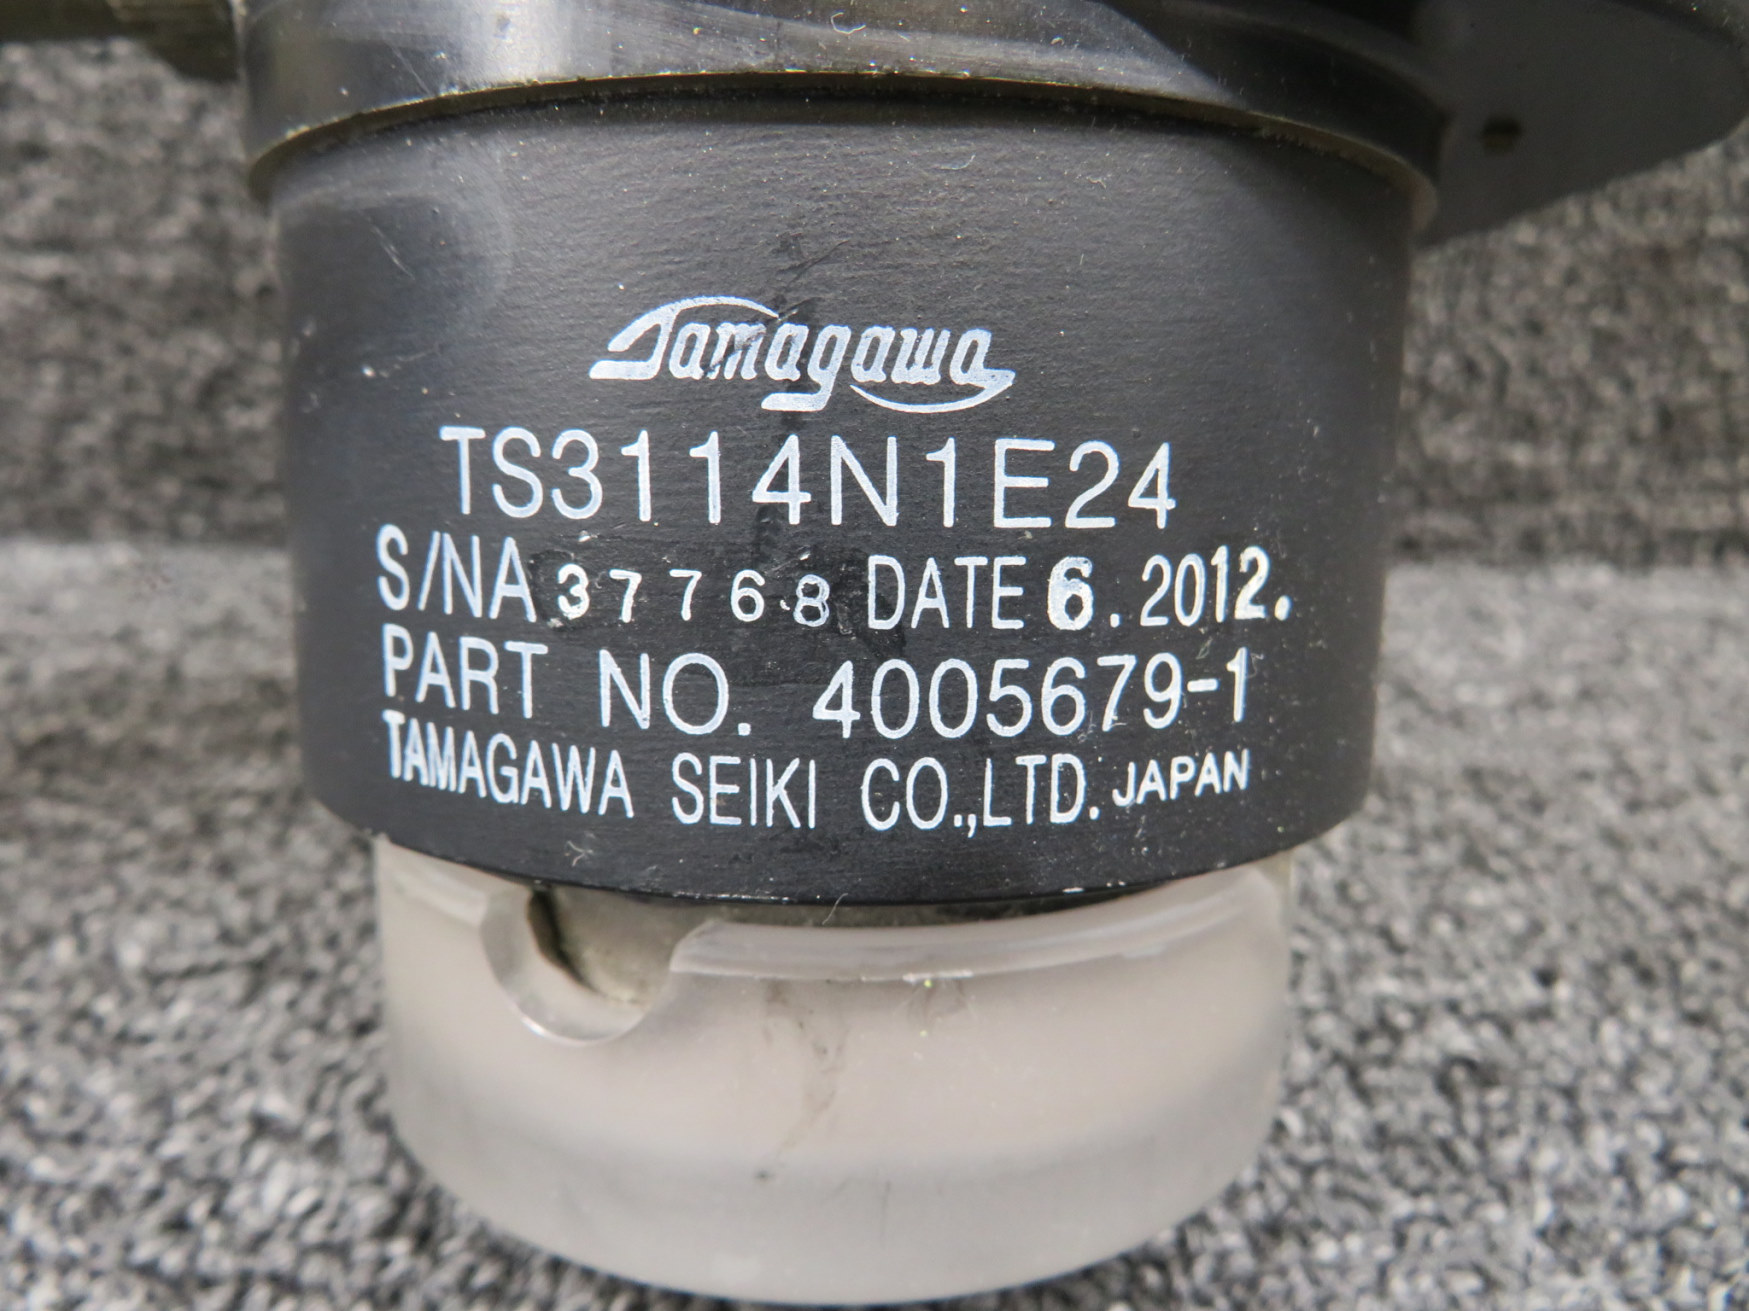 Tamagawa
TS3114N1E24
S/NA 37768 DATE 6.2012.
PART NO. 4005679-1
TAMAGAWA SEIKI CO.,LTD. JAPAN